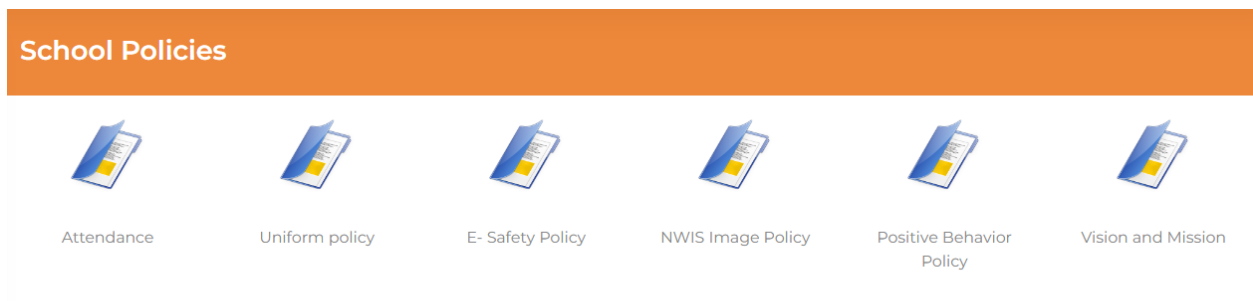 School Policies
Attendance
Uniform policy
E- Safety Policy
NWIS Image Policy
Positive Behavior
Policy
Vision and Mission